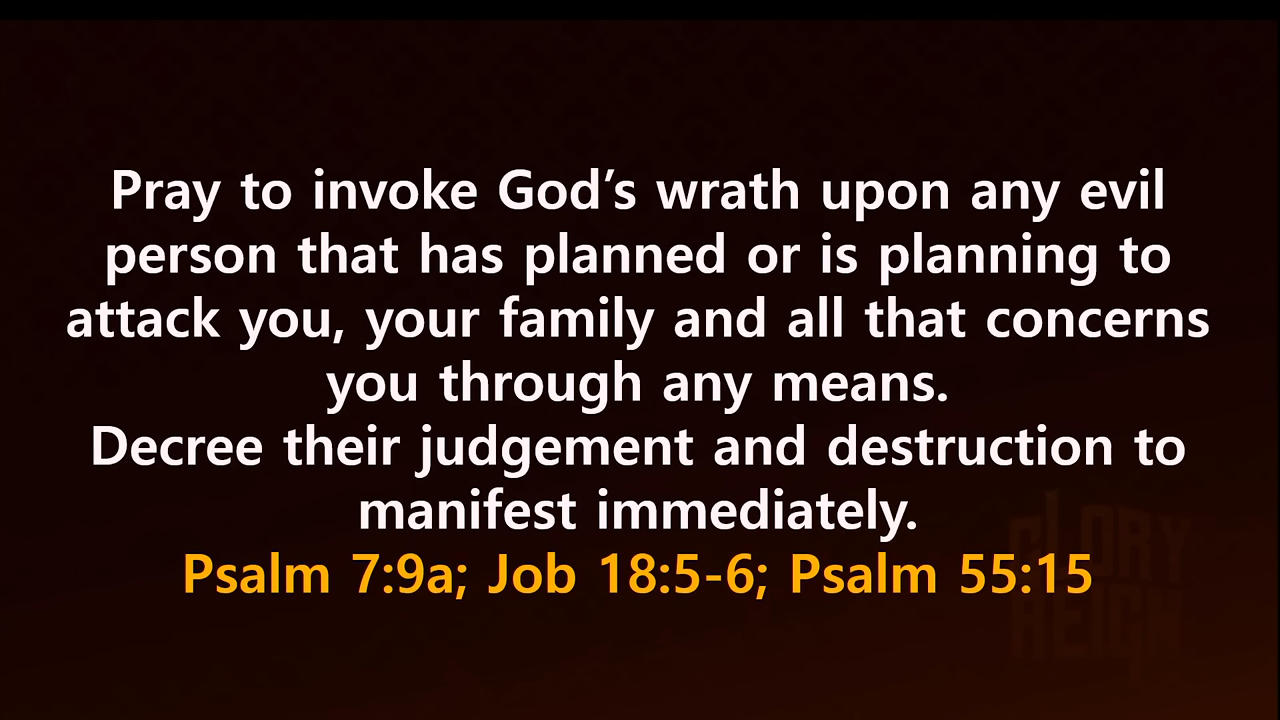 Pray to invoke God’s wrath upon any evil
person that has planned or is planning to
attack you, your family and all that concerns
you through any means.
Decree their judgement and destruction to
manifest immediately.
Psalm 7:9a; Job 18:5-6; Psalm 55:15
GLORY
REIGN